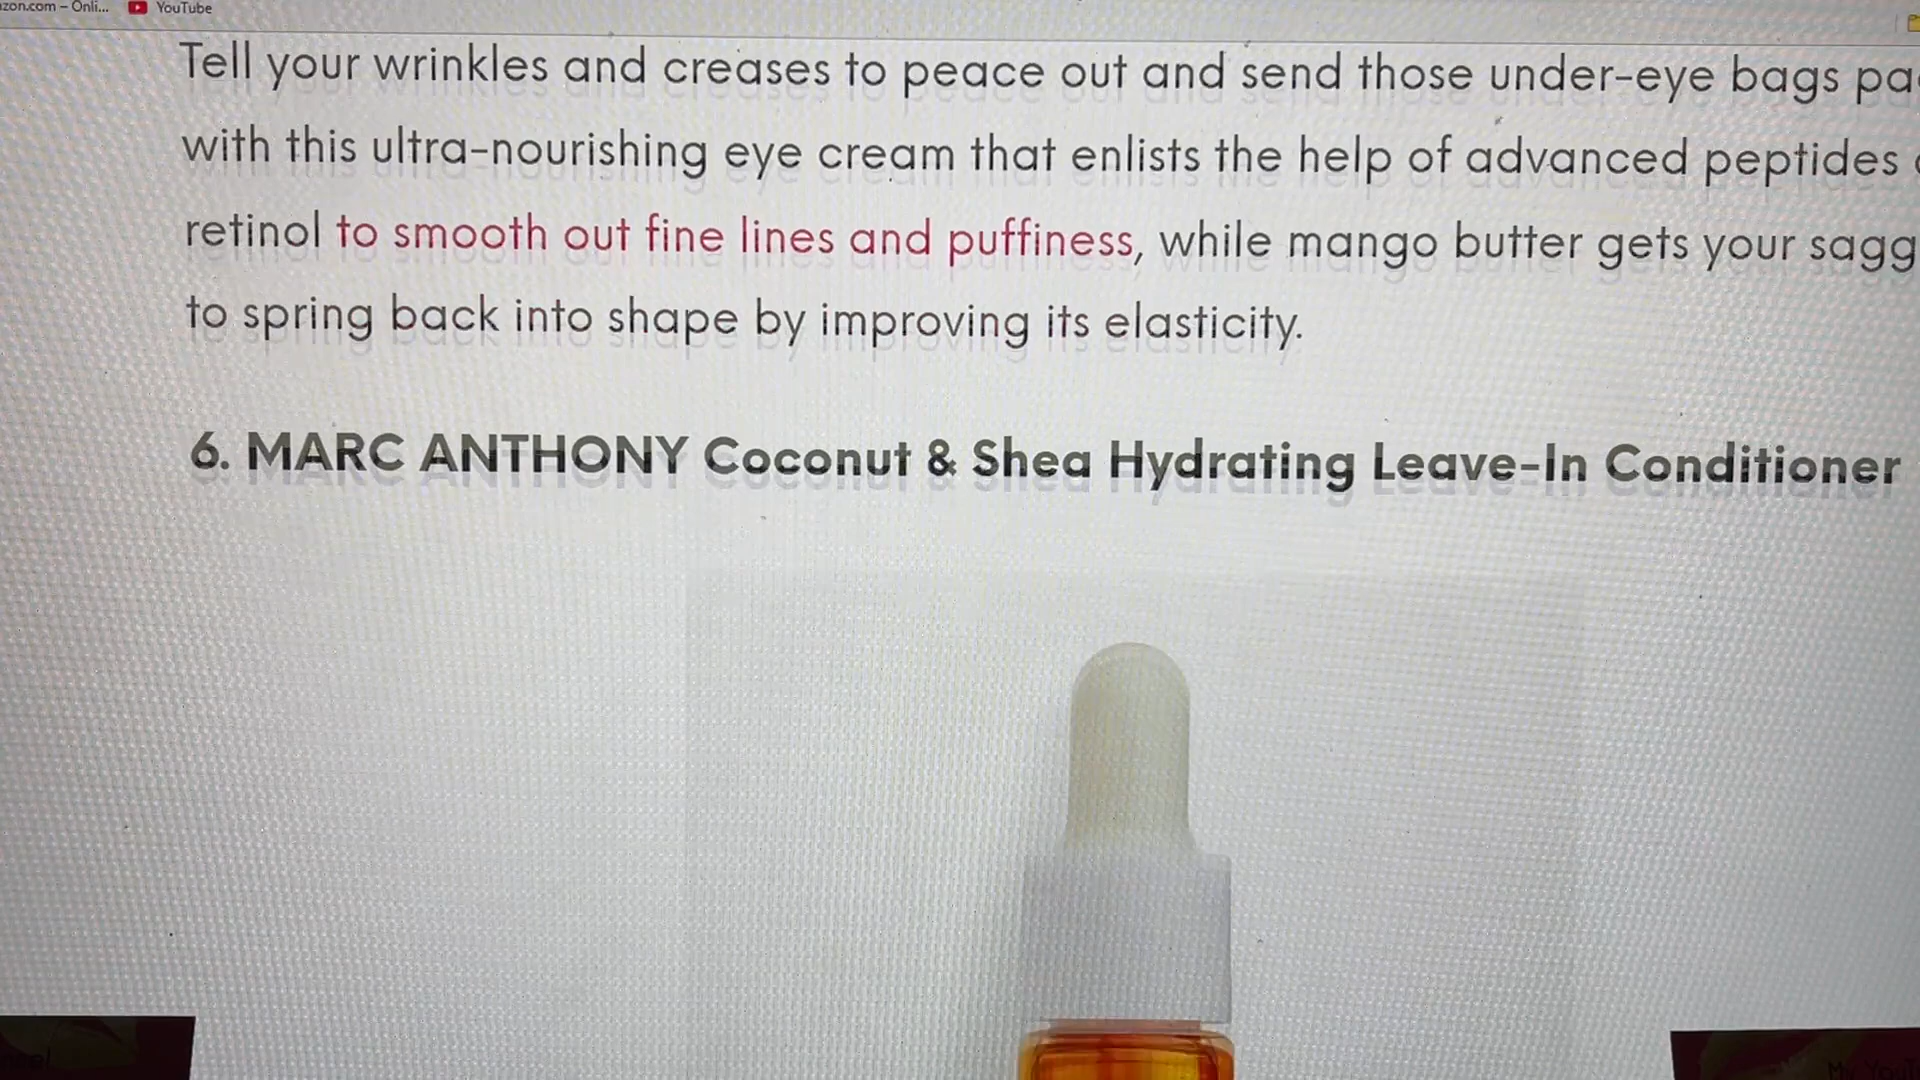 zon.com – Onli... YouTube
Tell your wrinkles and creases to peace out and send those under-eye bags
with this ultra-nourishing eye cream that enlists the help of advanced peptides
retinol to smooth out fine lines and puffiness, while mango butter gets your
to spring back into shape by improving its elasticity.
6. MARC ANTHONY Coconut & Shea Hydrating Leave-In Conditioner
My